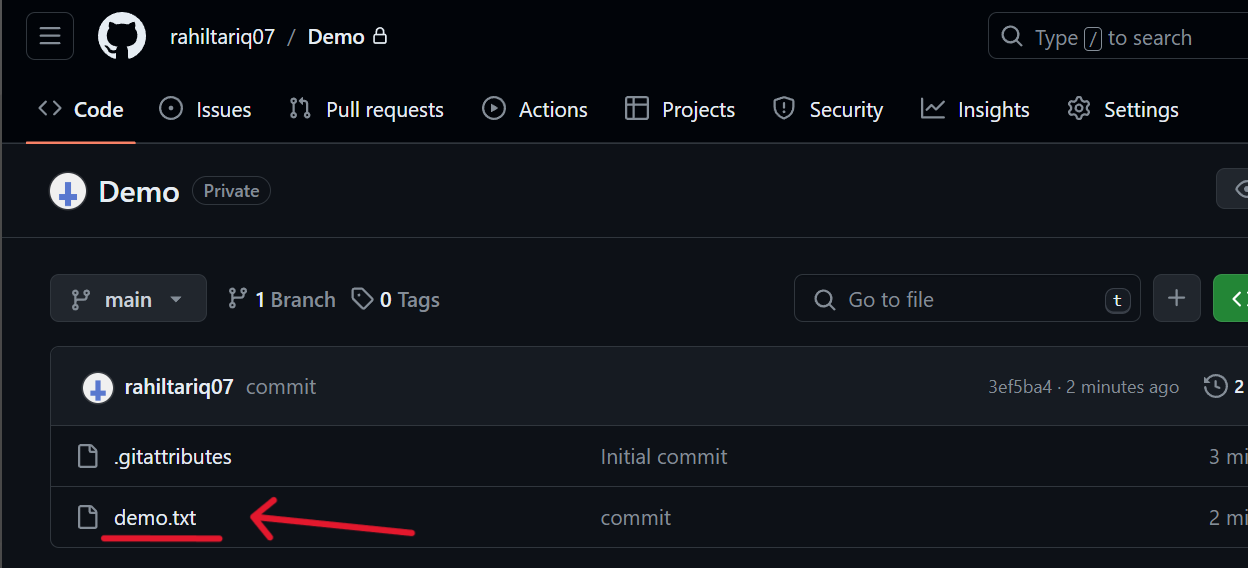 rahiltariq07 / Demo
Type / to search
Code Issues Pull requests Actions Projects Security Insights Settings
Demo Private
main 1 Branch 0 Tags Go to file t
rahiltariq07 commit 3ef5ba4 · 2 minutes ago 2
.gitattributes Initial commit 3 mi
demo.txt commit 2 mi